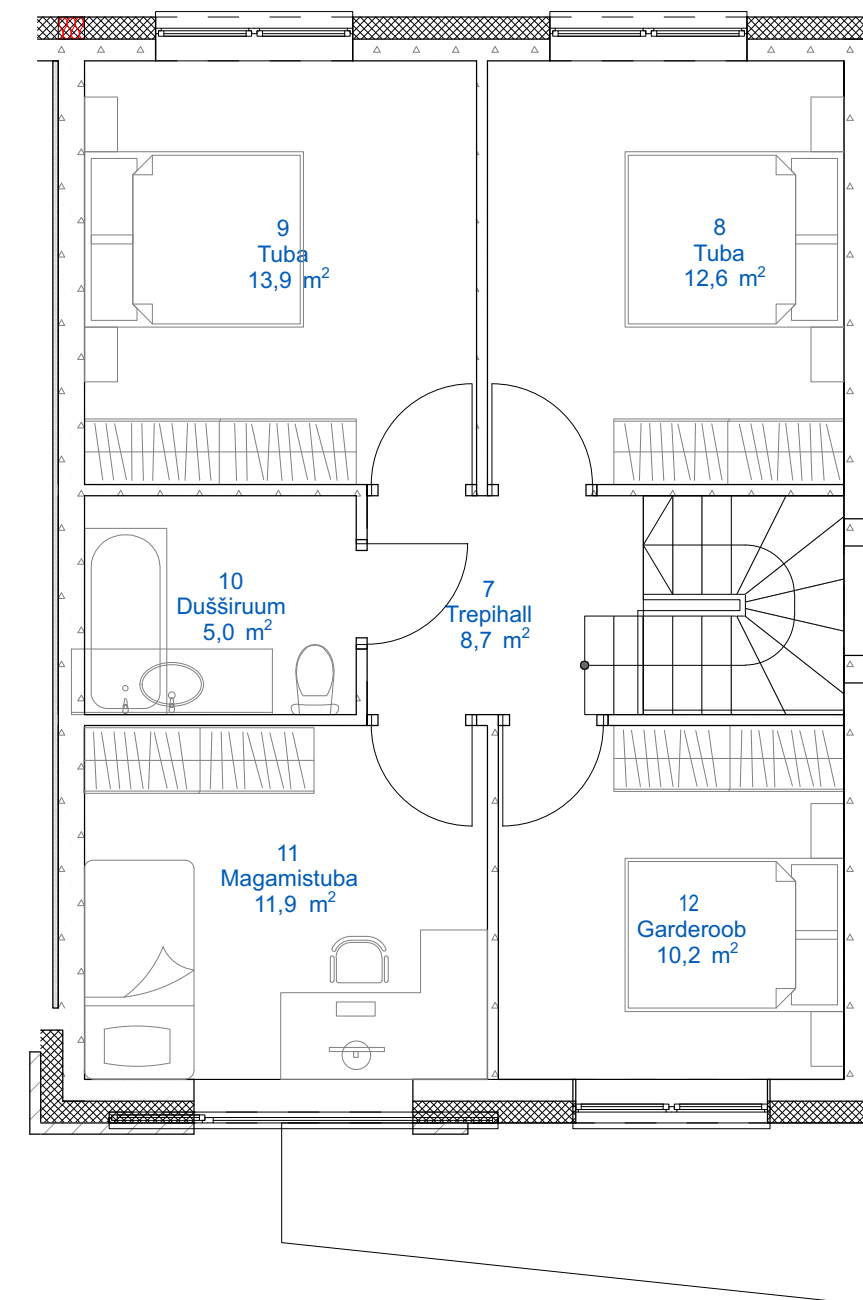 9
Tuba
13,9 m²
8
Tuba
12,6 m²
10
Dušširuum
5,0 m²
7
Trepihall
8,7 m²
11
Magamistuba
11,9 m²
12
Garderoob
10,2 m²